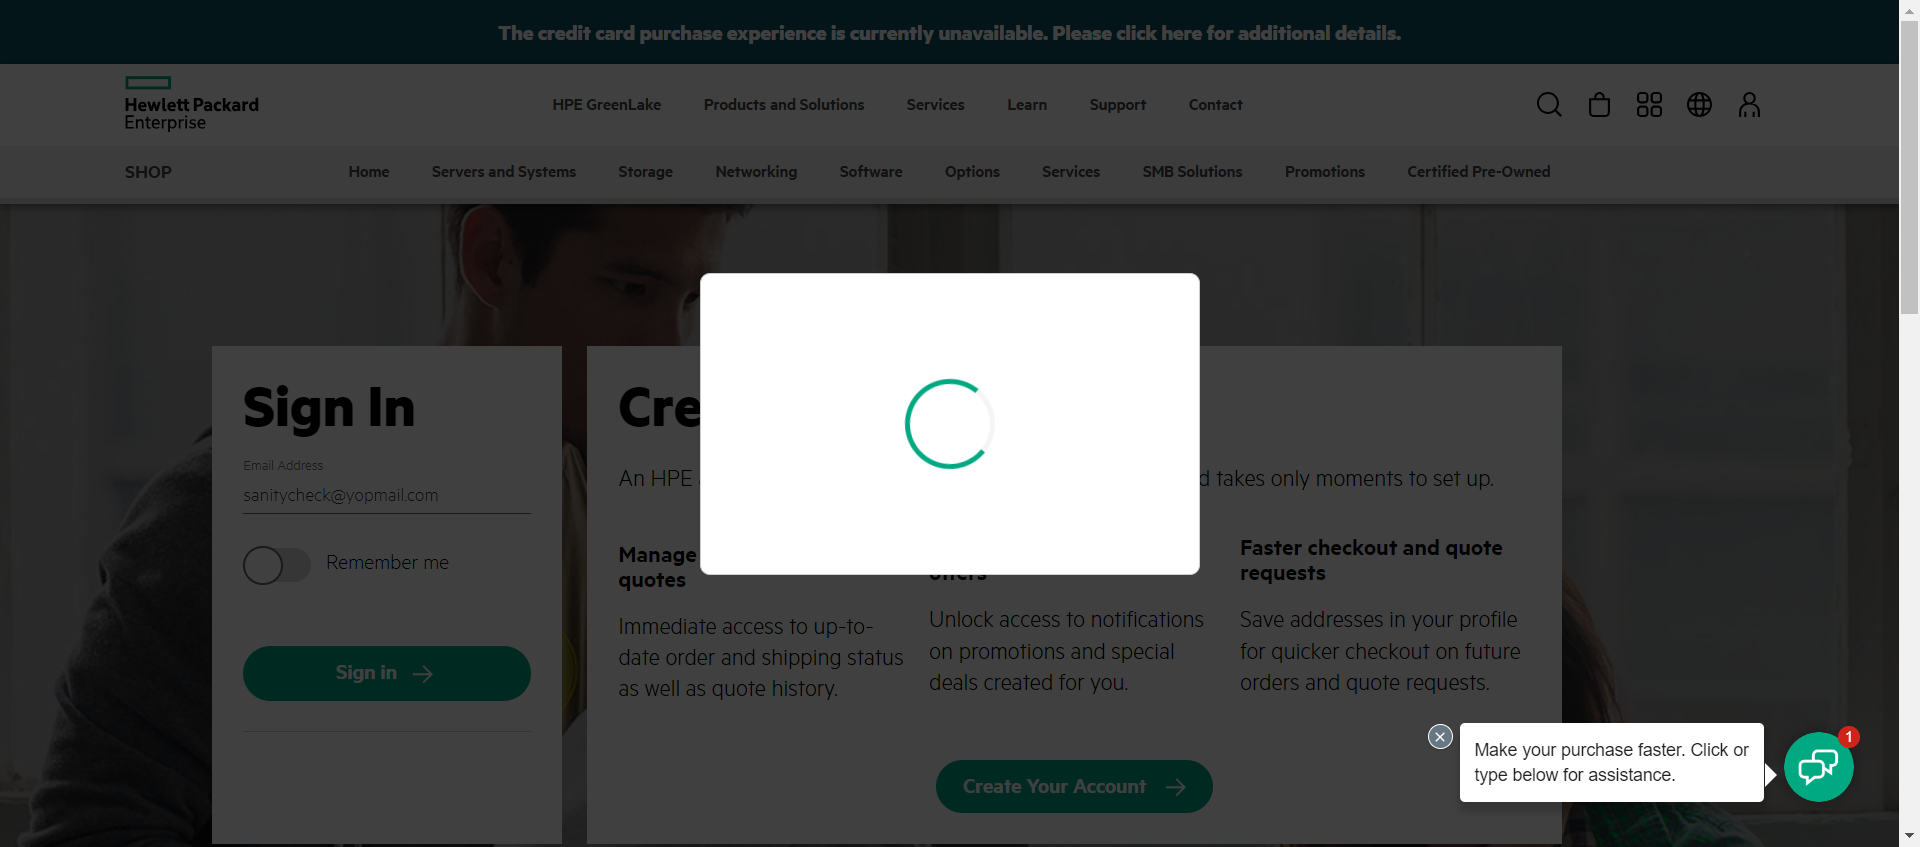 The credit card purchase experience is currently unavailable. Please click here for additional details.
Hewlett Packard
Enterprise
HPE GreenLake Products and Solutions Services Learn Support Contact
SHOP Home Servers and Systems Storage Networking Software Options Services SMB Solutions Promotions Certified Pre-Owned
Sign In
Email Address
sanitycheck@yopmail.com
Remember me
Sign in
Cre
An HPE
takes only moments to set up.
Manage
quotes
Immediate access to up-to-
date order and shipping status
as well as quote history.
offers
Unlock access to notifications
on promotions and special
deals created for you.
Faster checkout and quote
requests
Save addresses in your profile
for quicker checkout on future
orders and quote requests.
Create Your Account
Make your purchase faster. Click or
type below for assistance.
1